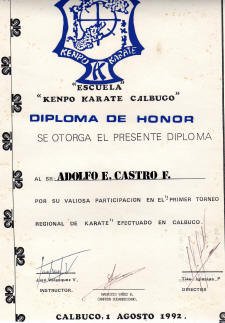 KENPO KARATE
K
"ESCUELA
"KENPO KARATE CALBUCO"
DIPLOMA DE HONOR
SE OTORGA EL PRESENTE DIPLOMA
AL SR. ADOLFO E. CASTRO F.
POR SU VALIOSA PARTICIPACION EN EL "PRIMER TORNEO
REGIONAL DE KARATE" EFECTUADO EN CALBUCO.
Juan Velásquez V.
INSTRUCTOR.
DIRECTOR
CALBUCO, 1 AGOSTO 1992.